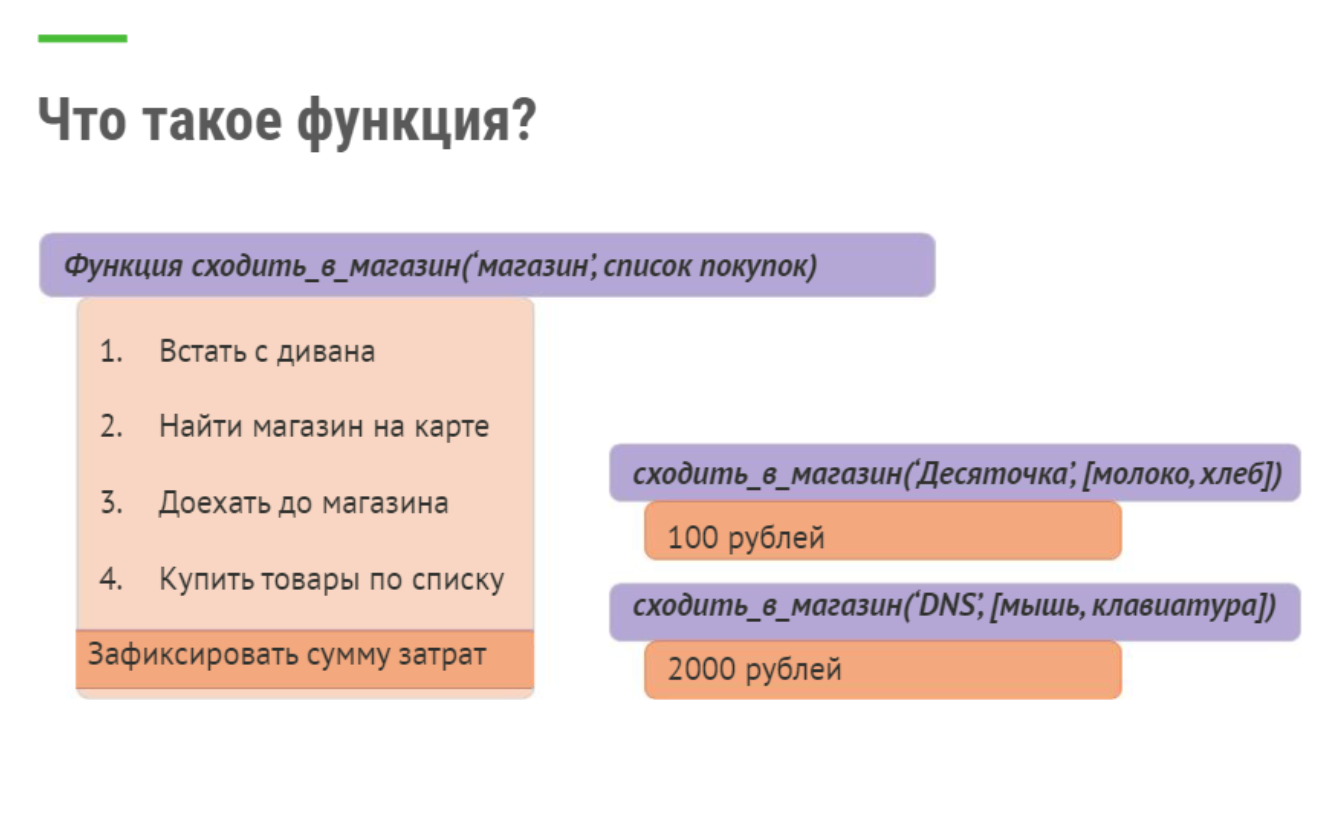 Что такое функция?
Функция сходить_в_магазин(‘магазин’, список покупок)
1. Встать с дивана
2. Найти магазин на карте
3. Доехать до магазина
4. Купить товары по списку
Зафиксировать сумму затрат
сходить_в_магазин(‘Десяточка’, [молоко, хлеб])
100 рублей
сходить_в_магазин(‘DNS’, [мышь, клавиатура])
2000 рублей